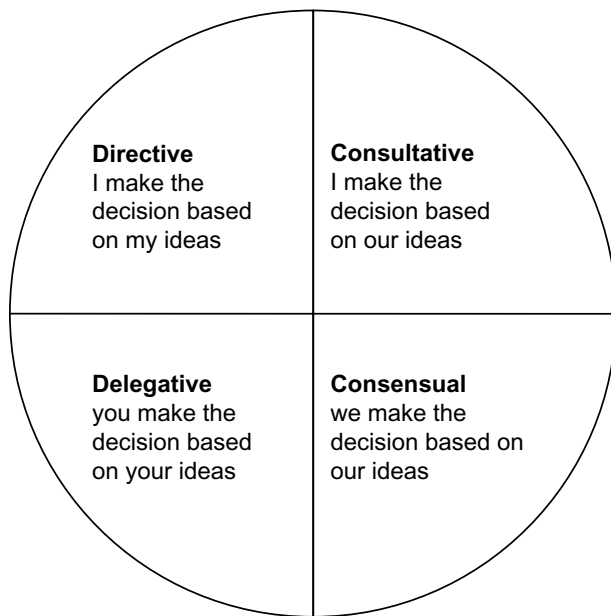 Directive
I make the
decision based
on my ideas
Consultative
I make the
decision based
on our ideas
Delegative
you make the
decision based
on your ideas
Consensual
we make the
decision based on
our ideas